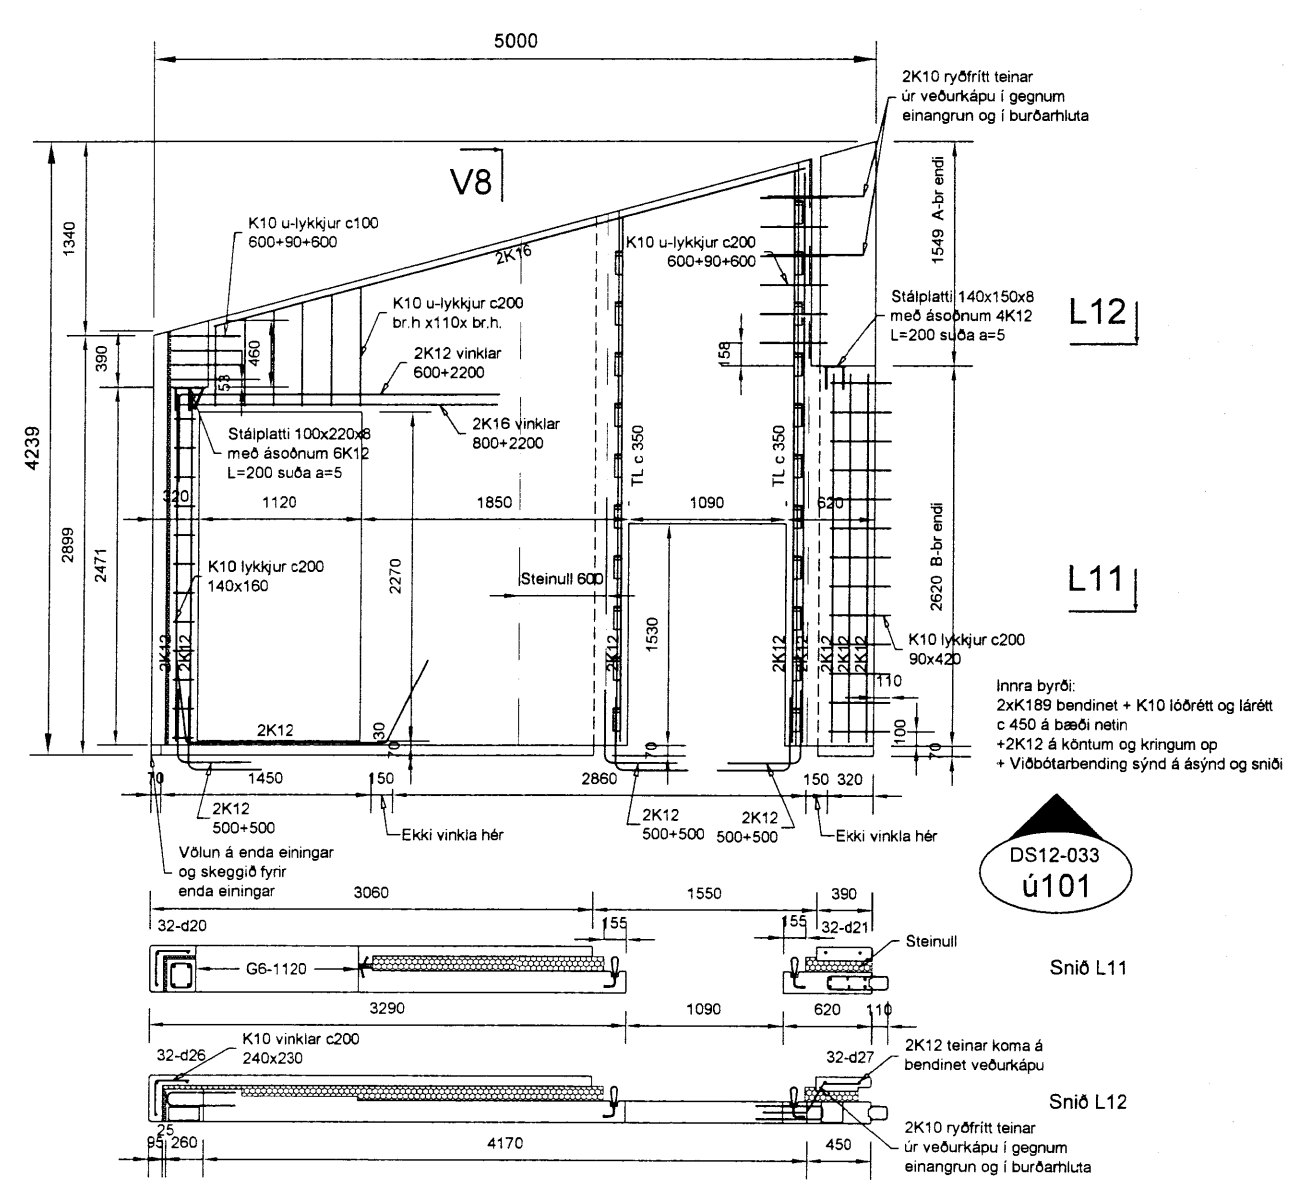 5000
2K10 ryðfrítt teinar
úr veðurkápu í gegnum
einangrun og í burðarhluta
V8
1340
K10 u-lykkjur c100
600+90+600
2K16
K10 u-lykkjur c200
600+90+600
1549 A-br endi
K10 u-lykkjur c200
br.h x110x br.h.
Stálplatti 140x150x8
með ásoðnum 4K12
L=200 suða a=5
L12
390
460
53
158
2K12 vinklar
600+2200
2K16 vinklar
800+2200
4239
Stálplatti 100x220x8
með ásoðnum 6K12
L=200 suða a=5
TL c 350
TL c 350
320
1120
1850
1090
620
2899
2471
K10 lykkjur c200
140x160
2270
Steinull 600
1530
2620 B-br endi
L11
2K12
2K12
2K12
2K12
2K12
2K12
2K12
2K12
K10 lykkjur c200
90x420
110
100
70
Innra byrði:
2xK189 bendinet + K10 lóðrétt og lárétt
c 450 á bæði netin
+2K12 á köntum og kringum op
+ Viðbótarbending sýnd á ásýnd og sniði
2K12
30
70
70
70
1450
150
2860
150
320
2K12
500+500
Ekki vinkla hér
2K12
500+500
2K12
500+500
Ekki vinkla hér
Völun á enda einingar
og skeggið fyrir
enda einingar
DS12-033
ú101
3060
1550
390
32-d20
155
155
32-d21
Steinull
G6-1120
Snið L11
3290
1090
620
110
32-d26
K10 vinklar c200
240x230
32-d27
2K12 teinar koma á
bendinet veðurkápu
Snið L12
25
95
260
4170
450
2K10 ryðfrítt teinar
úr veðurkápu í gegnum
einangrun og í burðarhluta